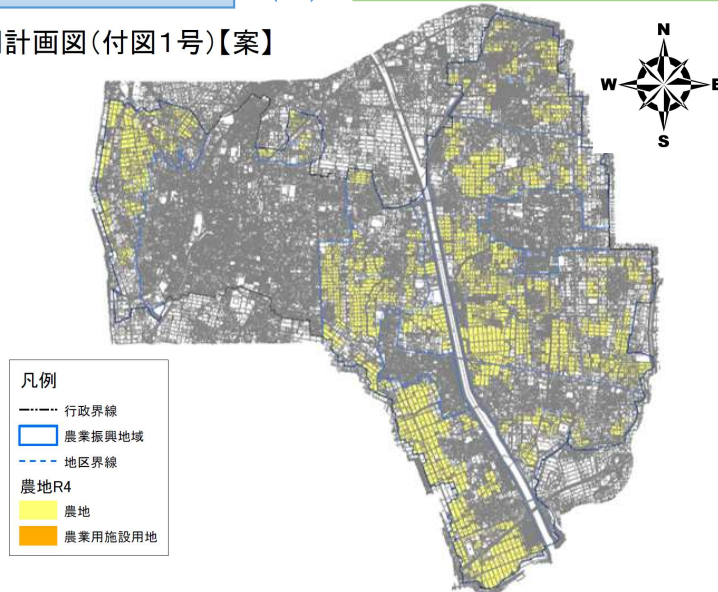 計画図(付図1号)【案】
N
W
E
S
凡例
行政界線
農業振興地域
地区界線
農地R4
農地
農業用施設用地